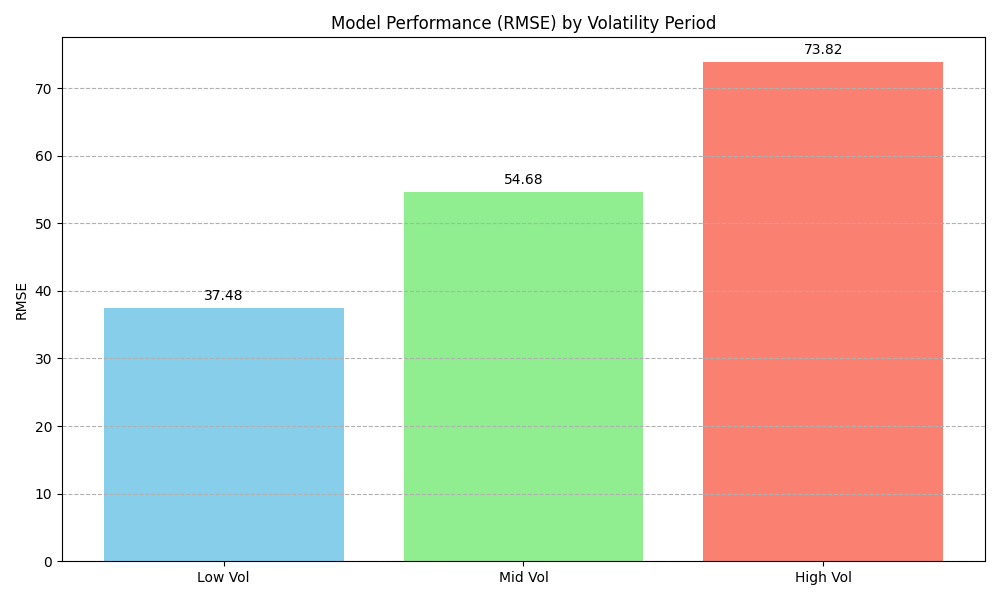 Model Performance (RMSE) by Volatility Period
73.82
70
60
54.68
50
40
37.48
RMSE
30
20
10
0
Low Vol
Mid Vol
High Vol